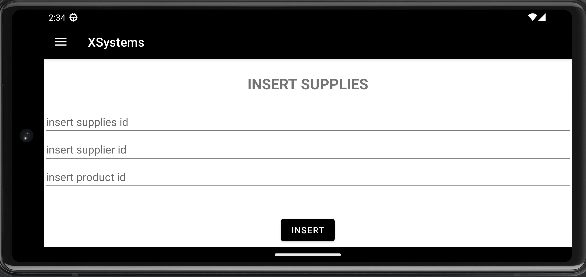 2:34
XSystems
INSERT SUPPLIES
insert supplies id
insert supplier id
insert product id
INSERT